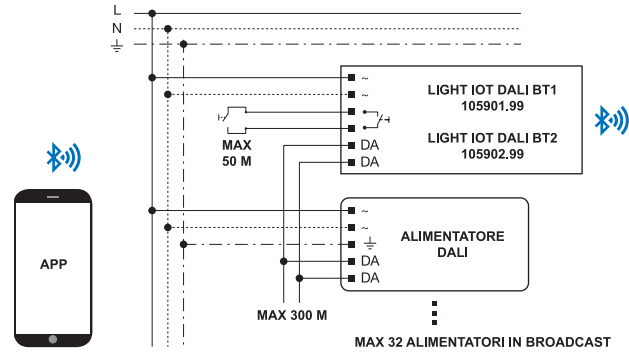 L
N
~
~
LIGHT IOT DALI BT1
105901.99
LIGHT IOT DALI BT2
105902.99
MAX
50 M
DA
DA
APP
~
~
ALIMENTATORE
DALI
DA
DA
MAX 300 M
MAX 32 ALIMENTATORI IN BROADCAST